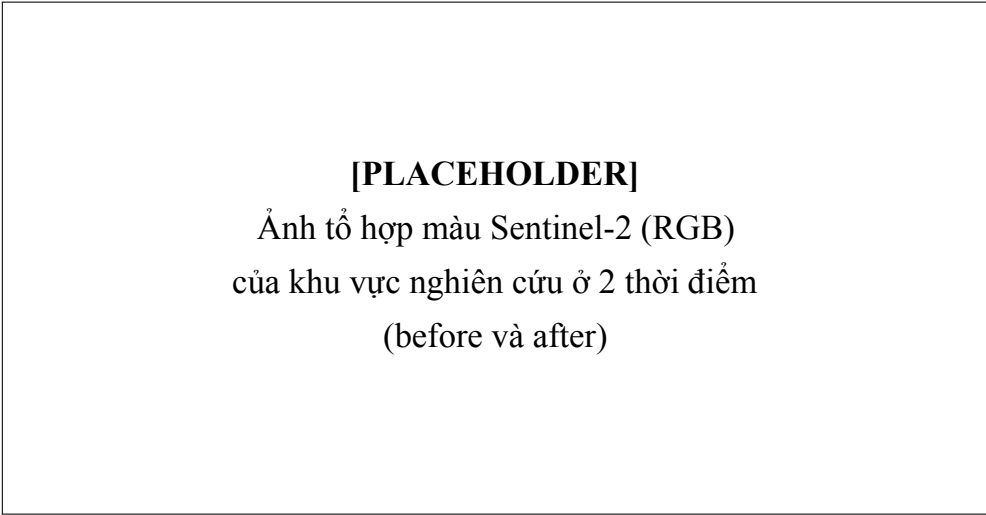 [PLACEHOLDER]
Ảnh tổ hợp màu Sentinel-2 (RGB)
của khu vực nghiên cứu ở 2 thời điểm
(before và after)